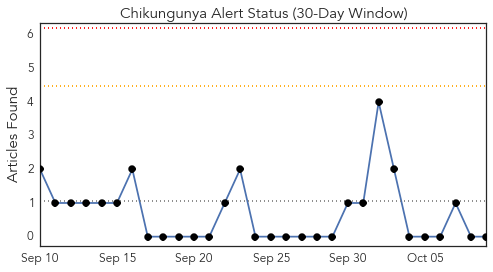 Chikungunya Alert Status (30-Day Window)
Articles Found
6
5
4
3
2
1
0
Sep 10 Sep 15 Sep 20 Sep 25 Sep 30 Oct 05